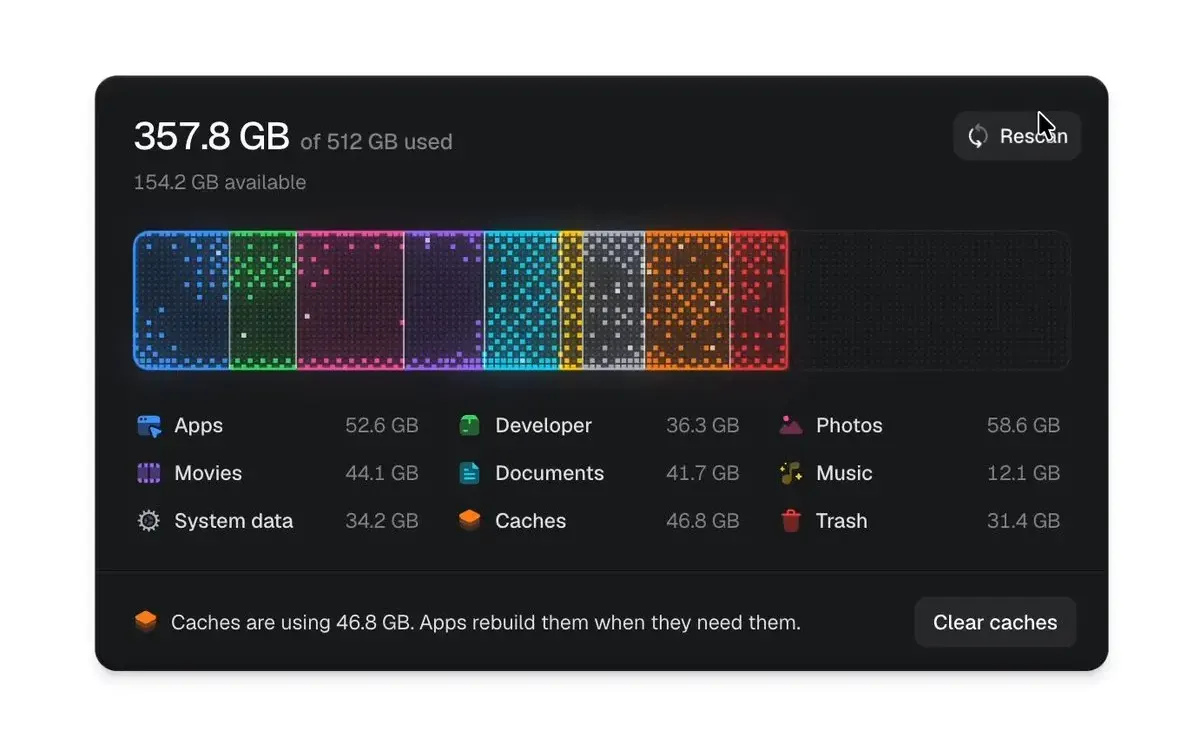 357.8 GB of 512 GB used
Rescan
154.2 GB available
Apps 52.6 GB
Developer 36.3 GB
Photos 58.6 GB
Movies 44.1 GB
Documents 41.7 GB
Music 12.1 GB
System data 34.2 GB
Caches 46.8 GB
Trash 31.4 GB
Caches are using 46.8 GB. Apps rebuild them when they need them.
Clear caches